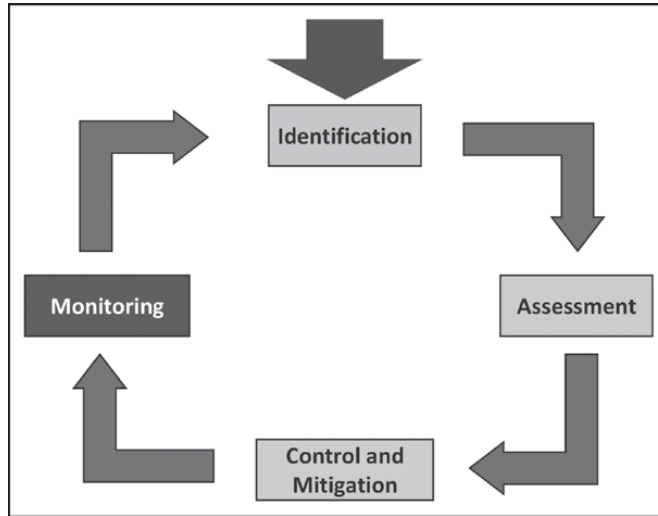 Identification
Assessment
Control and
Mitigation
Monitoring